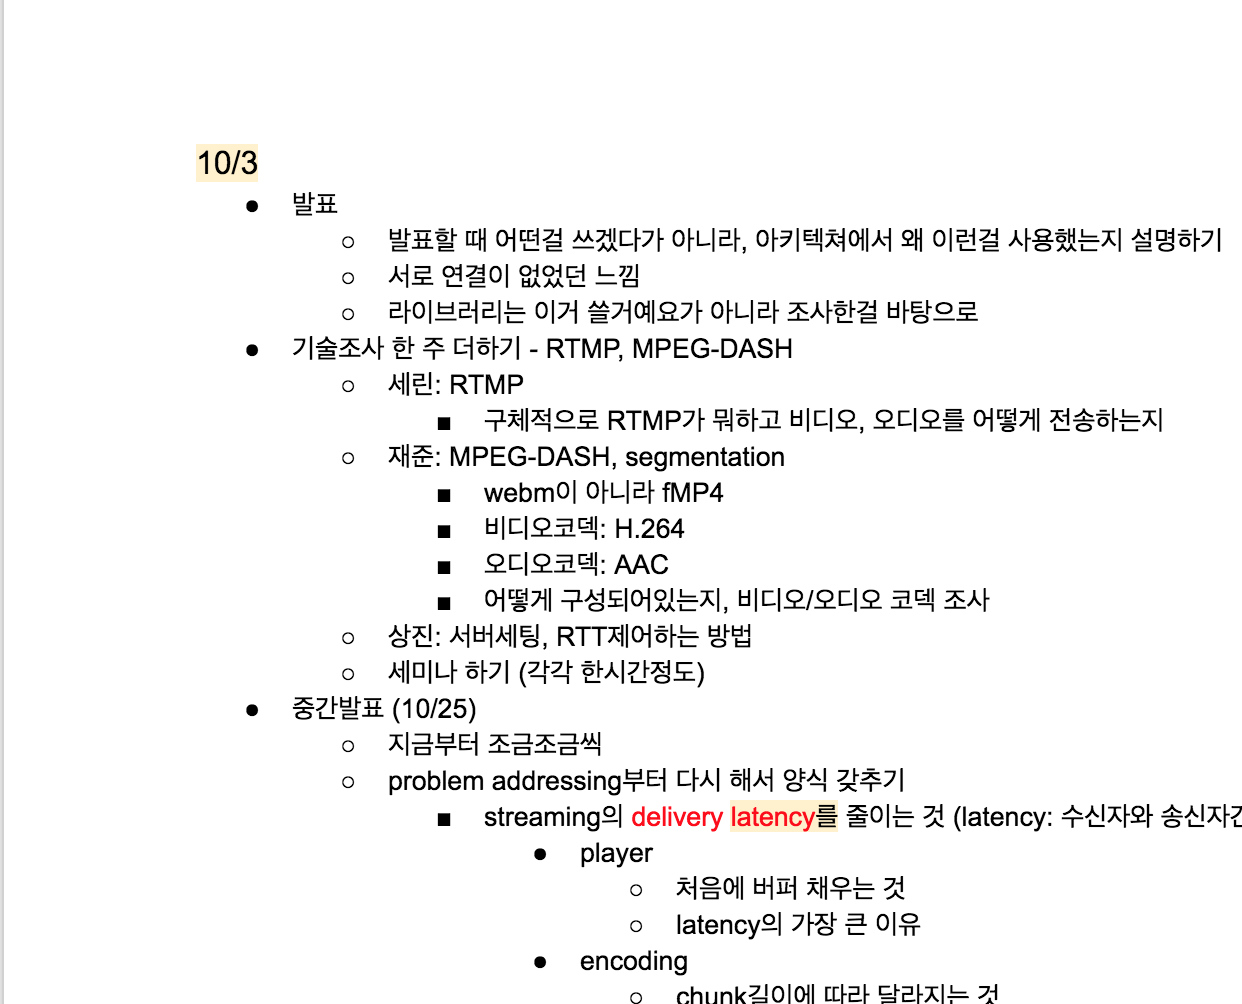 10/3
● 발표
○ 발표할 때 어떤걸 쓰겠다가 아니라, 아키텍쳐에서 왜 이런걸 사용했는지 설명하기
○ 서로 연결이 없었던 느낌
○ 라이브러리는 이거 쓸거예요가 아니라 조사한걸 바탕으로
● 기술조사 한 주 더하기 - RTMP, MPEG-DASH
○ 세린: RTMP
■ 구체적으로 RTMP가 뭐하고 비디오, 오디오를 어떻게 전송하는지
○ 재준: MPEG-DASH, segmentation
■ webm이 아니라 fMP4
■ 비디오코덱: H.264
■ 오디오코덱: AAC
■ 어떻게 구성되어있는지, 비디오/오디오 코덱 조사
○ 상진: 서버세팅, RTT제어하는 방법
○ 세미나 하기 (각각 한시간정도)
● 중간발표 (10/25)
○ 지금부터 조금조금씩
○ problem addressing부터 다시 해서 양식 갖추기
■ streaming의 delivery latency를 줄이는 것 (latency: 수신자와 송신자간
● player
○ 처음에 버퍼 채우는 것
○ latency의 가장 큰 이유
● encoding
○ chunk길이에 따라 달라지는 것